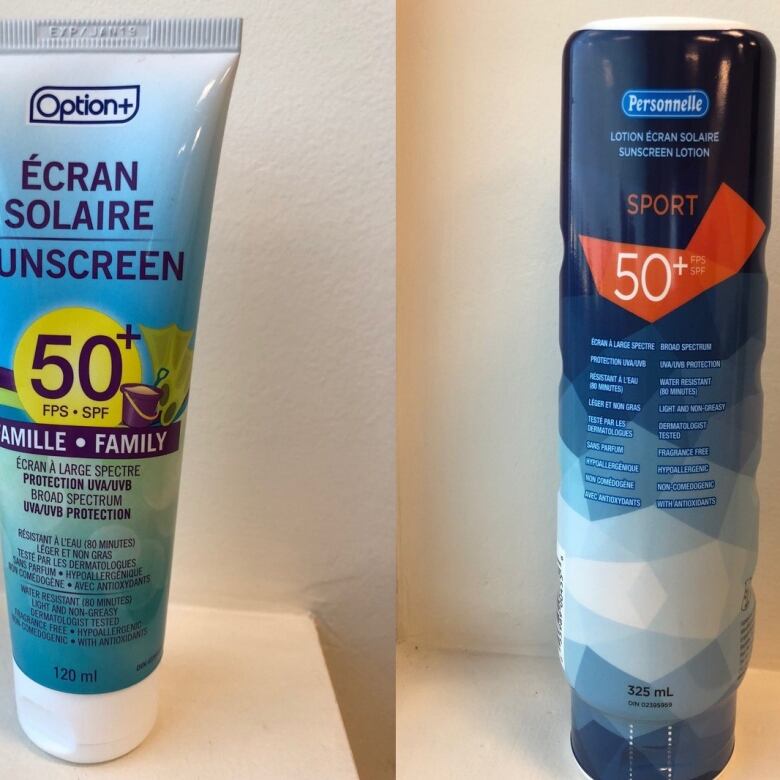 EXP/JAN19
Option+
ÉCRAN
SOLAIRE
UNSCREEN
50+
FPS • SPF
AMILLE • FAMILY
ÉCRAN À LARGE SPECTRE
PROTECTION UVA/UVB
BROAD SPECTRUM
UVA/UVB PROTECTION
RÉSISTANT À L'EAU (80 MINUTES)
LÉGER ET NON GRAS
TESTÉ PAR LES DERMATOLOGUES
SANS PARFUM • HYPOALLERGÉNIQUE
NON COMÉDOGÈNE • AVEC ANTIOXYDANTS
WATER RESISTANT (80 MINUTES)
LIGHT AND NON-GREASY
DERMATOLOGIST TESTED
FRAGRANCE FREE • HYPOALLERGENIC
NON-COMEDOGENIC • WITH ANTIOXIDANTS
120 ml
DIN
Personnelle
LOTION ÉCRAN SOLAIRE
SUNSCREEN LOTION
SPORT
50+ FPS
SPF
ÉCRAN À LARGE SPECTRE BROAD SPECTRUM
PROTECTION UVA/UVB UVA/UVB PROTECTION
RÉSISTANT À L'EAU WATER RESISTANT
(80 MINUTES) (80 MINUTES)
LÉGER ET NON GRAS LIGHT AND NON-GREASY
TESTÉ PAR LES DERMATOLOGIST
DERMATOLOGUES TESTED
SANS PARFUM FRAGRANCE FREE
HYPOALLERGÉNIQUE HYPOALLERGENIC
NON COMÉDOGÈNE NON-COMEDOGENIC
AVEC ANTIOXYDANTS WITH ANTIOXIDANTS
325 mL
DIN 02395959